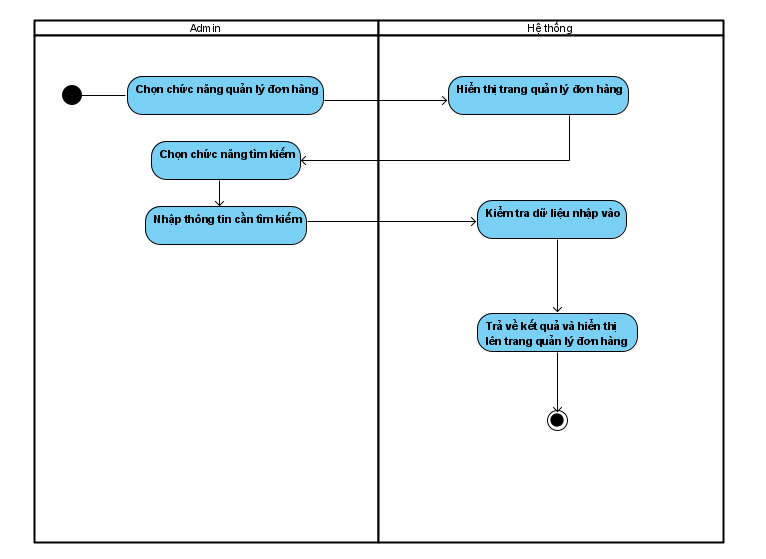 Admin
Hệ thống
Chọn chức năng quản lý đơn hàng
Hiển thị trang quản lý đơn hàng
Chọn chức năng tìm kiếm
Nhập thông tin cần tìm kiếm
Kiểm tra dữ liệu nhập vào
Trả về kết quả và hiển thị
lên trang quản lý đơn hàng